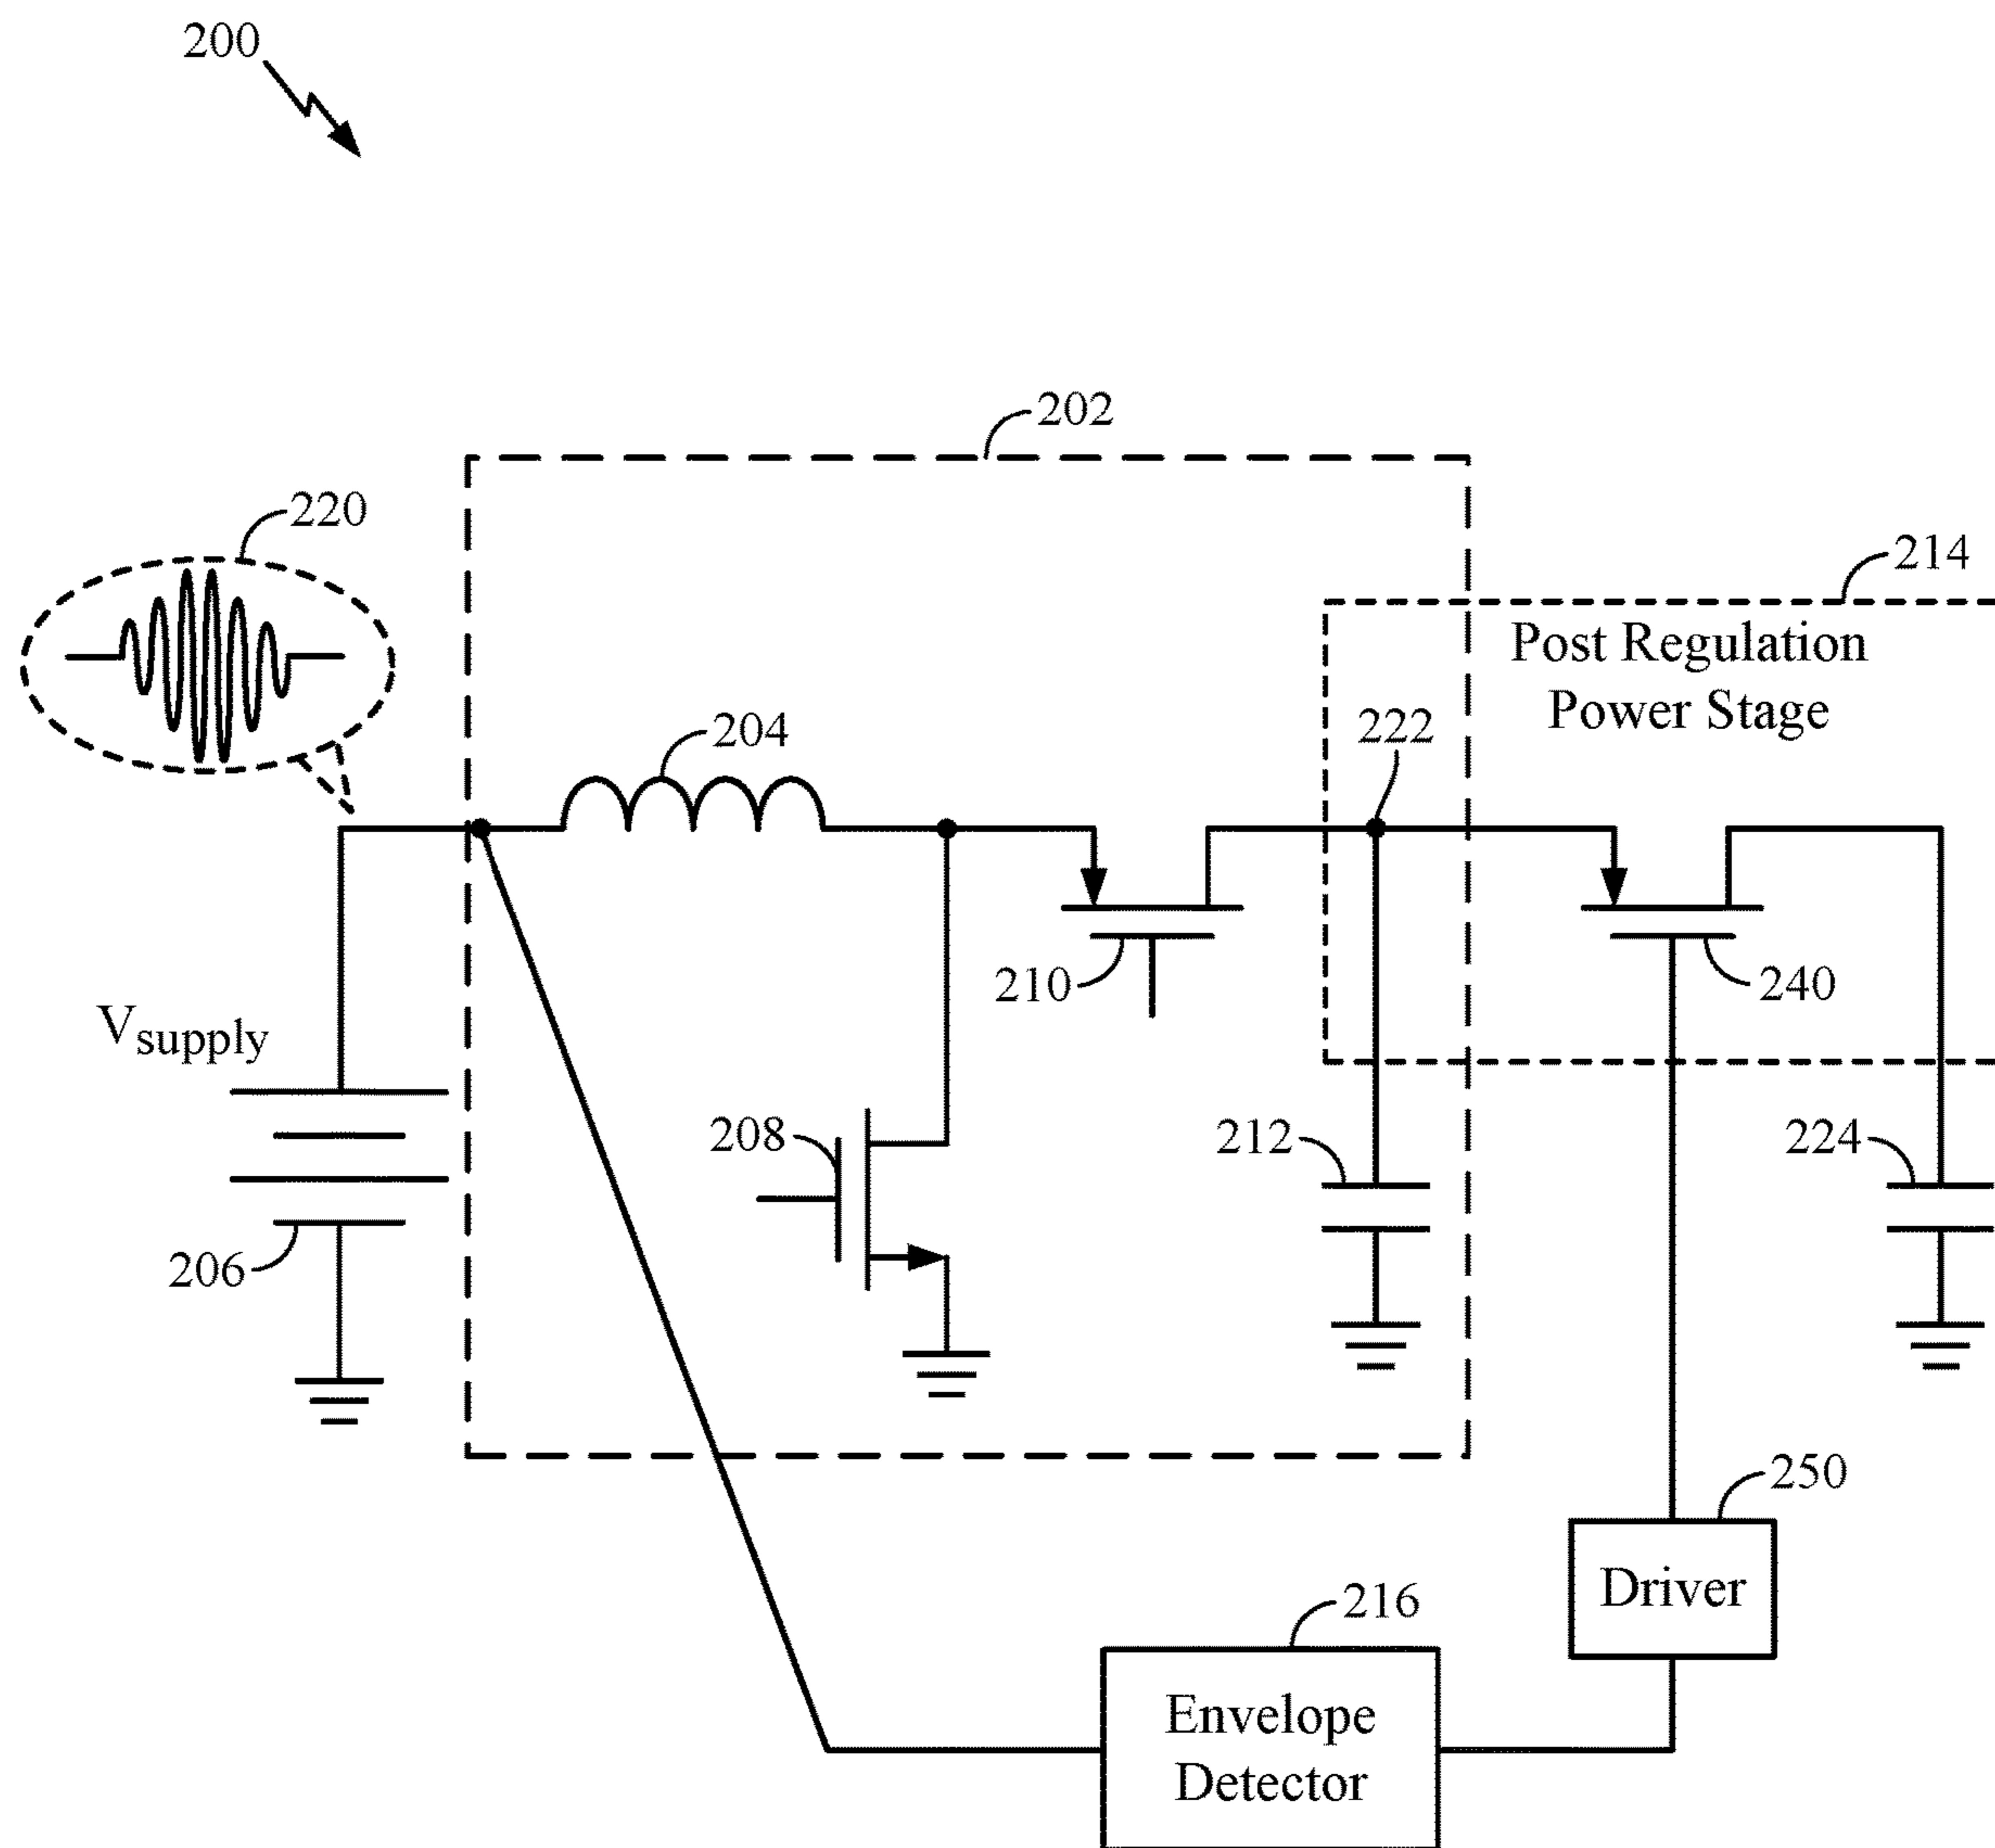 200
202
220
214
Post Regulation
Power Stage
204
222
210
240
Vsupply
208
212
224
206
250
Driver
216
Envelope
Detector